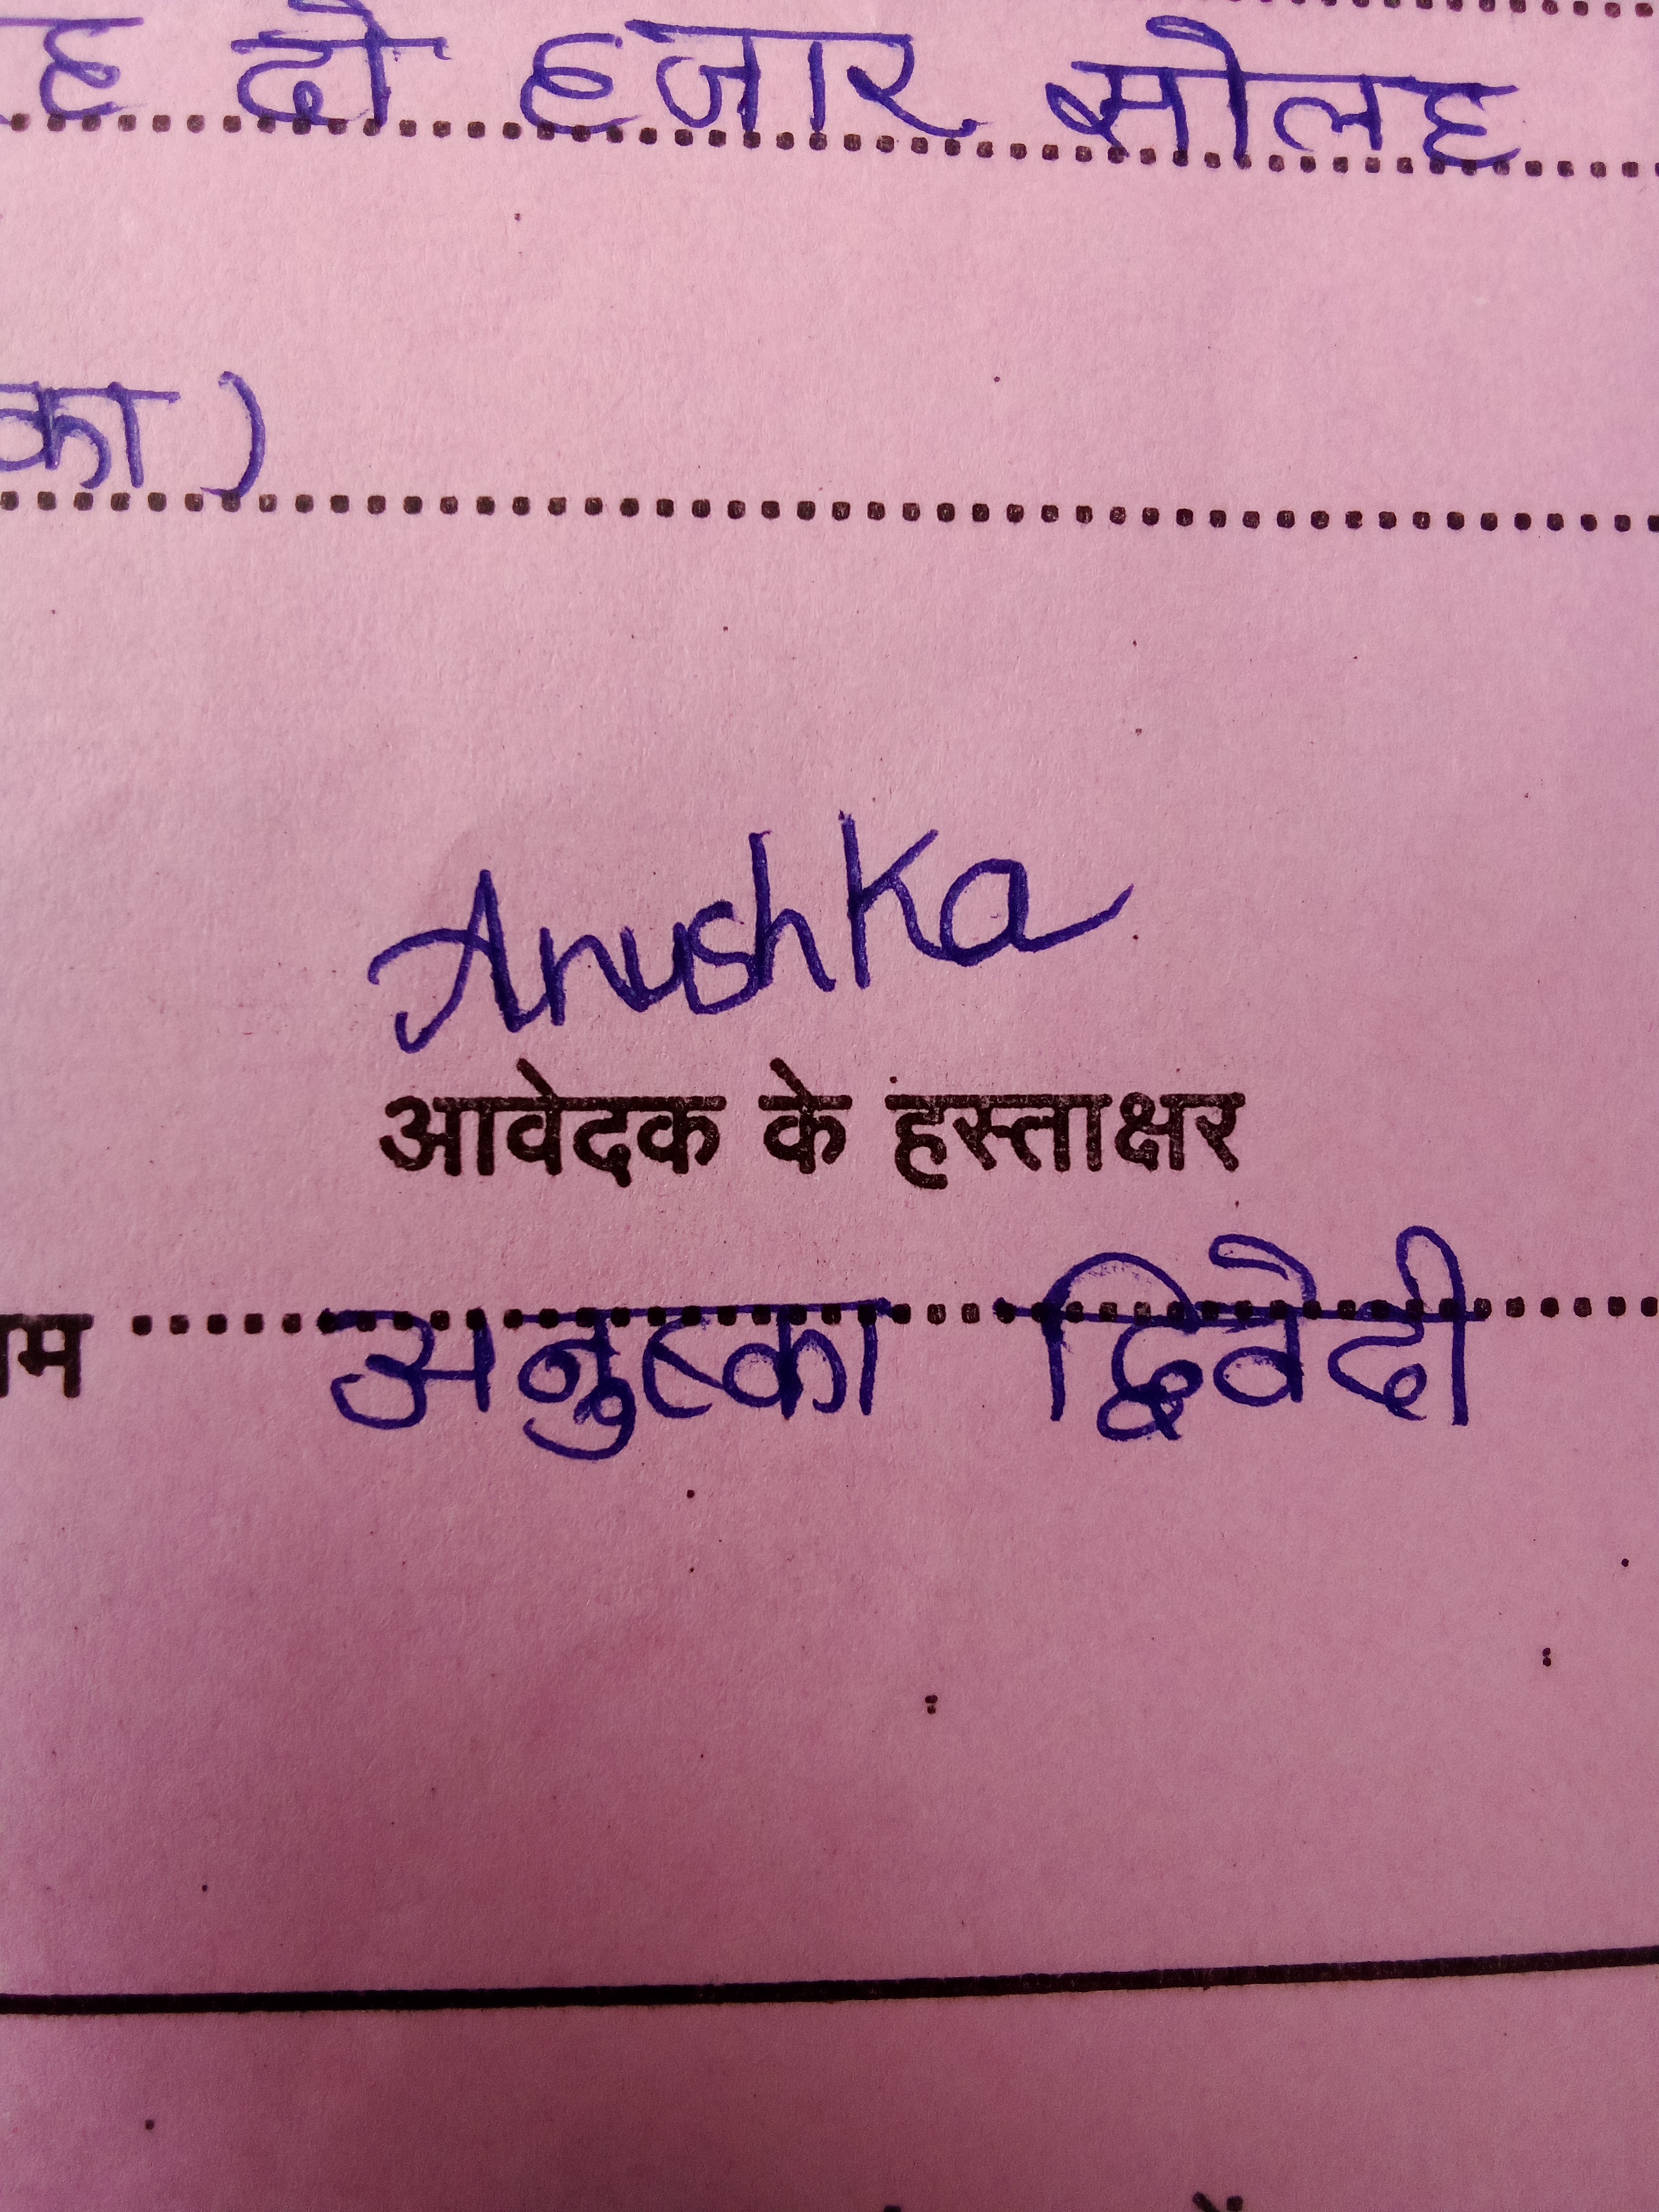 दो हजार सोलह
का)
Anushka
आवेदक के हस्ताक्षर
अनुष्का द्विवेदी